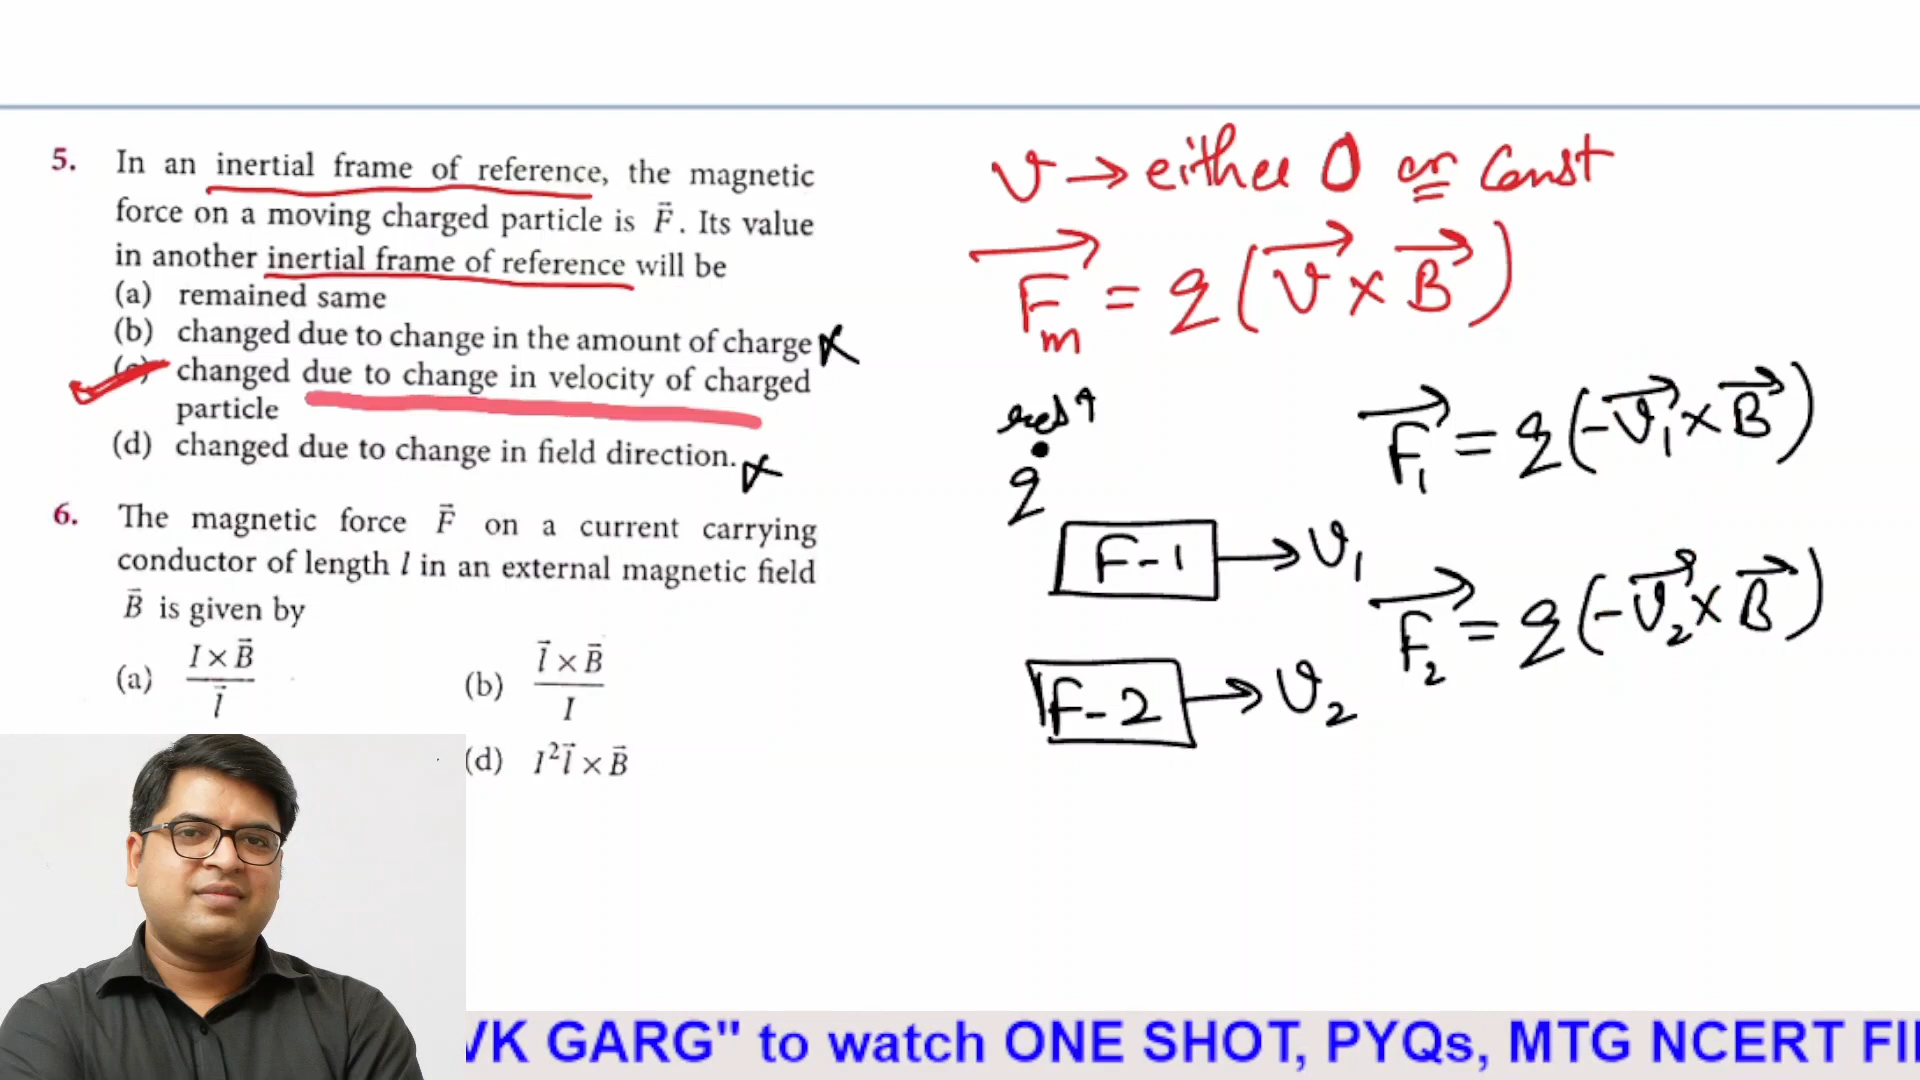 5. In an inertial frame of reference, the magnetic
force on a moving charged particle is F⃗. Its value
in another inertial frame of reference will be
(a) remained same
(b) changed due to change in the amount of charge
(c) changed due to change in velocity of charged
particle
(d) changed due to change in field direction.
6. The magnetic force F⃗ on a current carrying
conductor of length l in an external magnetic field
B⃗ is given by
(a) I × B⃗ / l⃗ (b) l⃗ × B⃗ / I
(d) I²l⃗ × B⃗
v → either 0 or Const
F⃗m = q(v⃗ × B⃗)
rest
q
F⃗₁ = q(-v⃗₁ × B⃗)
F-1 → v₁
F⃗₂ = q(-v⃗₂ × B⃗)
F-2 → v₂
VK GARG" to watch ONE SHOT, PYQs, MTG NCERT FI